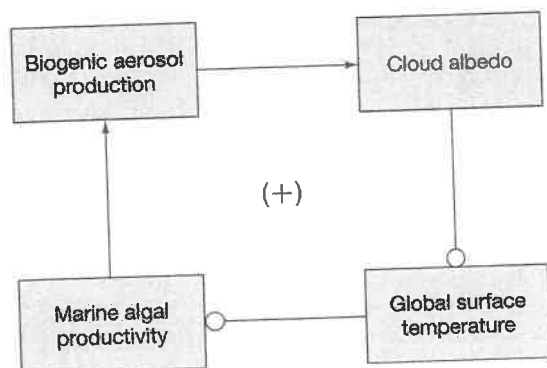 Biogenic aerosol
production
Cloud albedo
(+)
Marine algal
productivity
Global surface
temperature